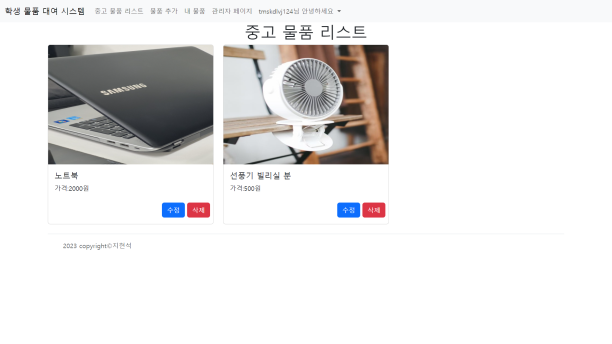 학생 물품 대여 시스템 중고 물품 리스트 물품 추가 내 물품 관리자 페이지 tmskdlvj124님 안녕하세요
중고 물품 리스트
SAMSUNG
노트북
가격:2000원
수정 삭제
선풍기 빌리실 분
가격:500원
수정 삭제
2023 copyright©지현석